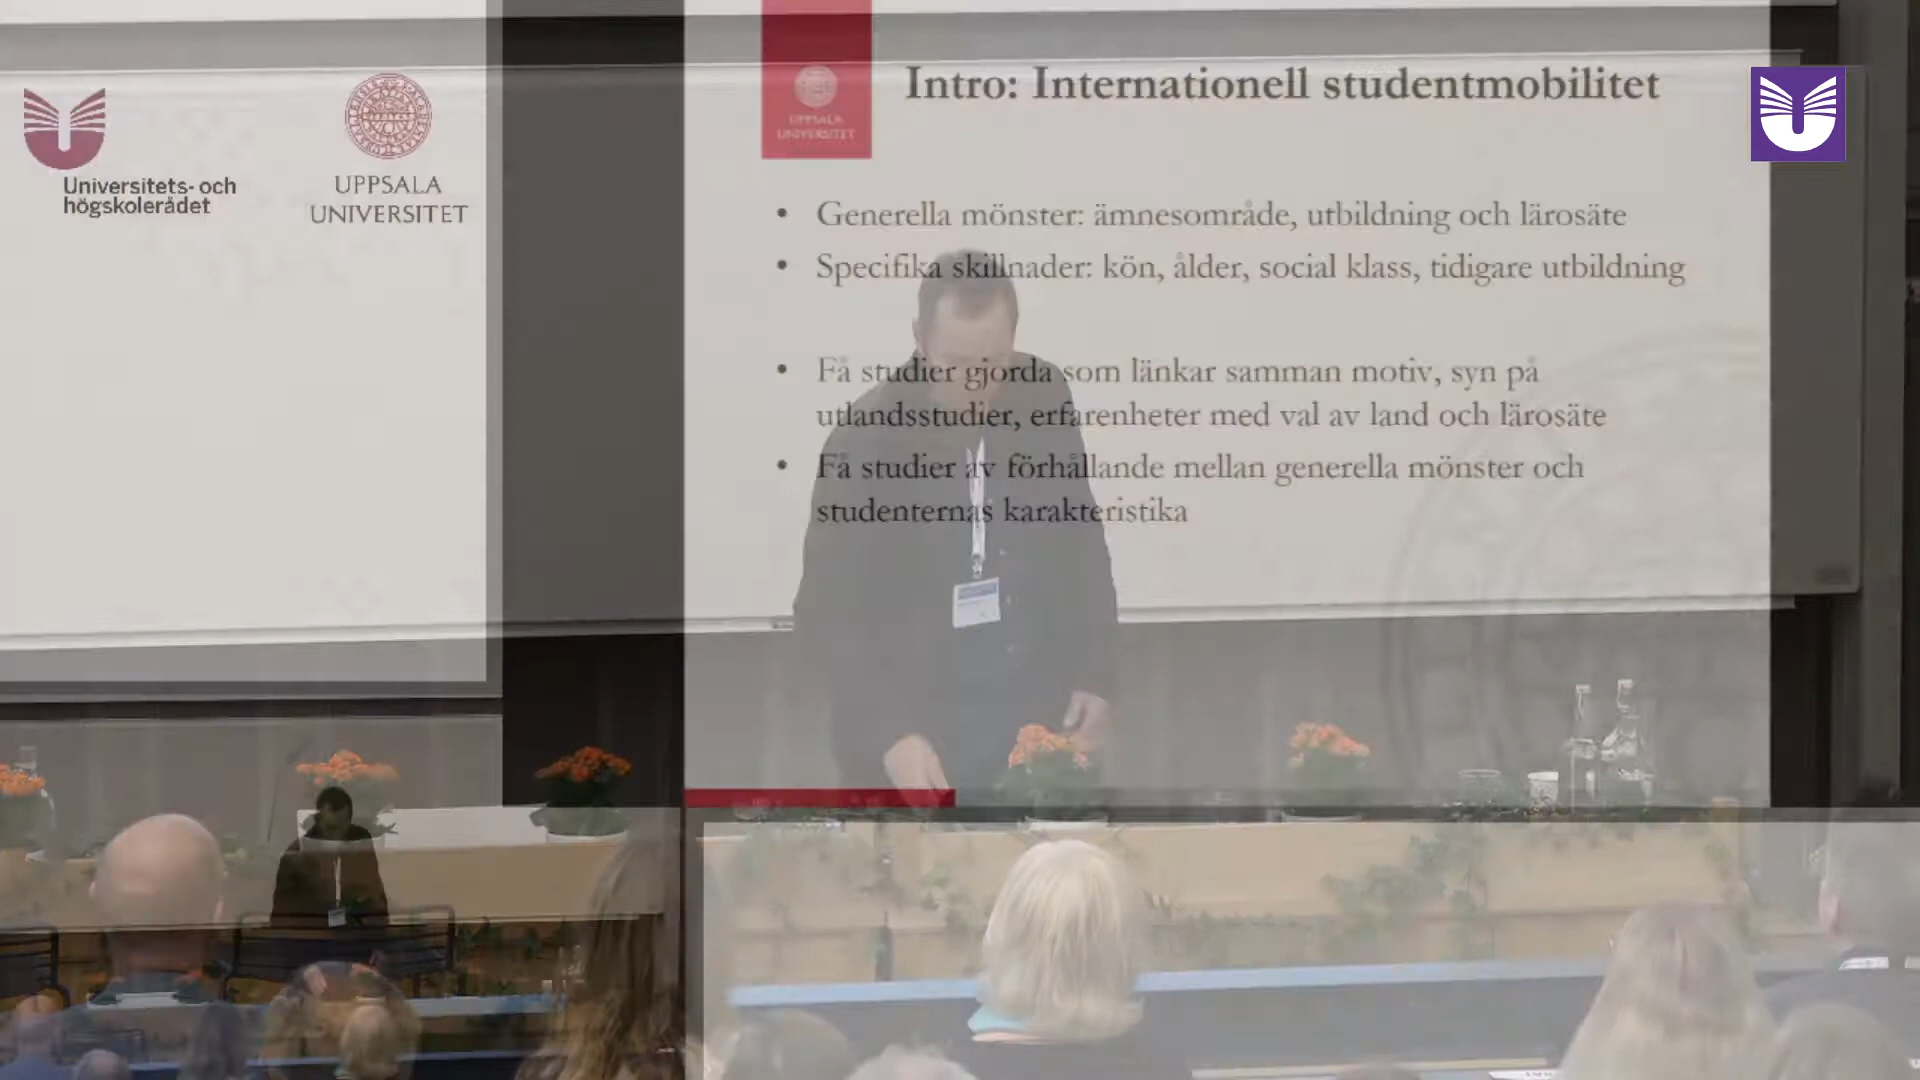 Universitets- och
högskolerådet
UPPSALA
UNIVERSITET
UPPSALA
UNIVERSITET
Intro: Internationell studentmobilitet
• Generella mönster: ämnesområde, utbildning och lärosäte
• Specifika skillnader: kön, ålder, social klass, tidigare utbildning
• Få studier gjorda som länkar samman motiv, syn på
utlandsstudier, erfarenheter med val av land och lärosäte
• Få studier av förhållande mellan generella mönster och
studenternas karakteristika